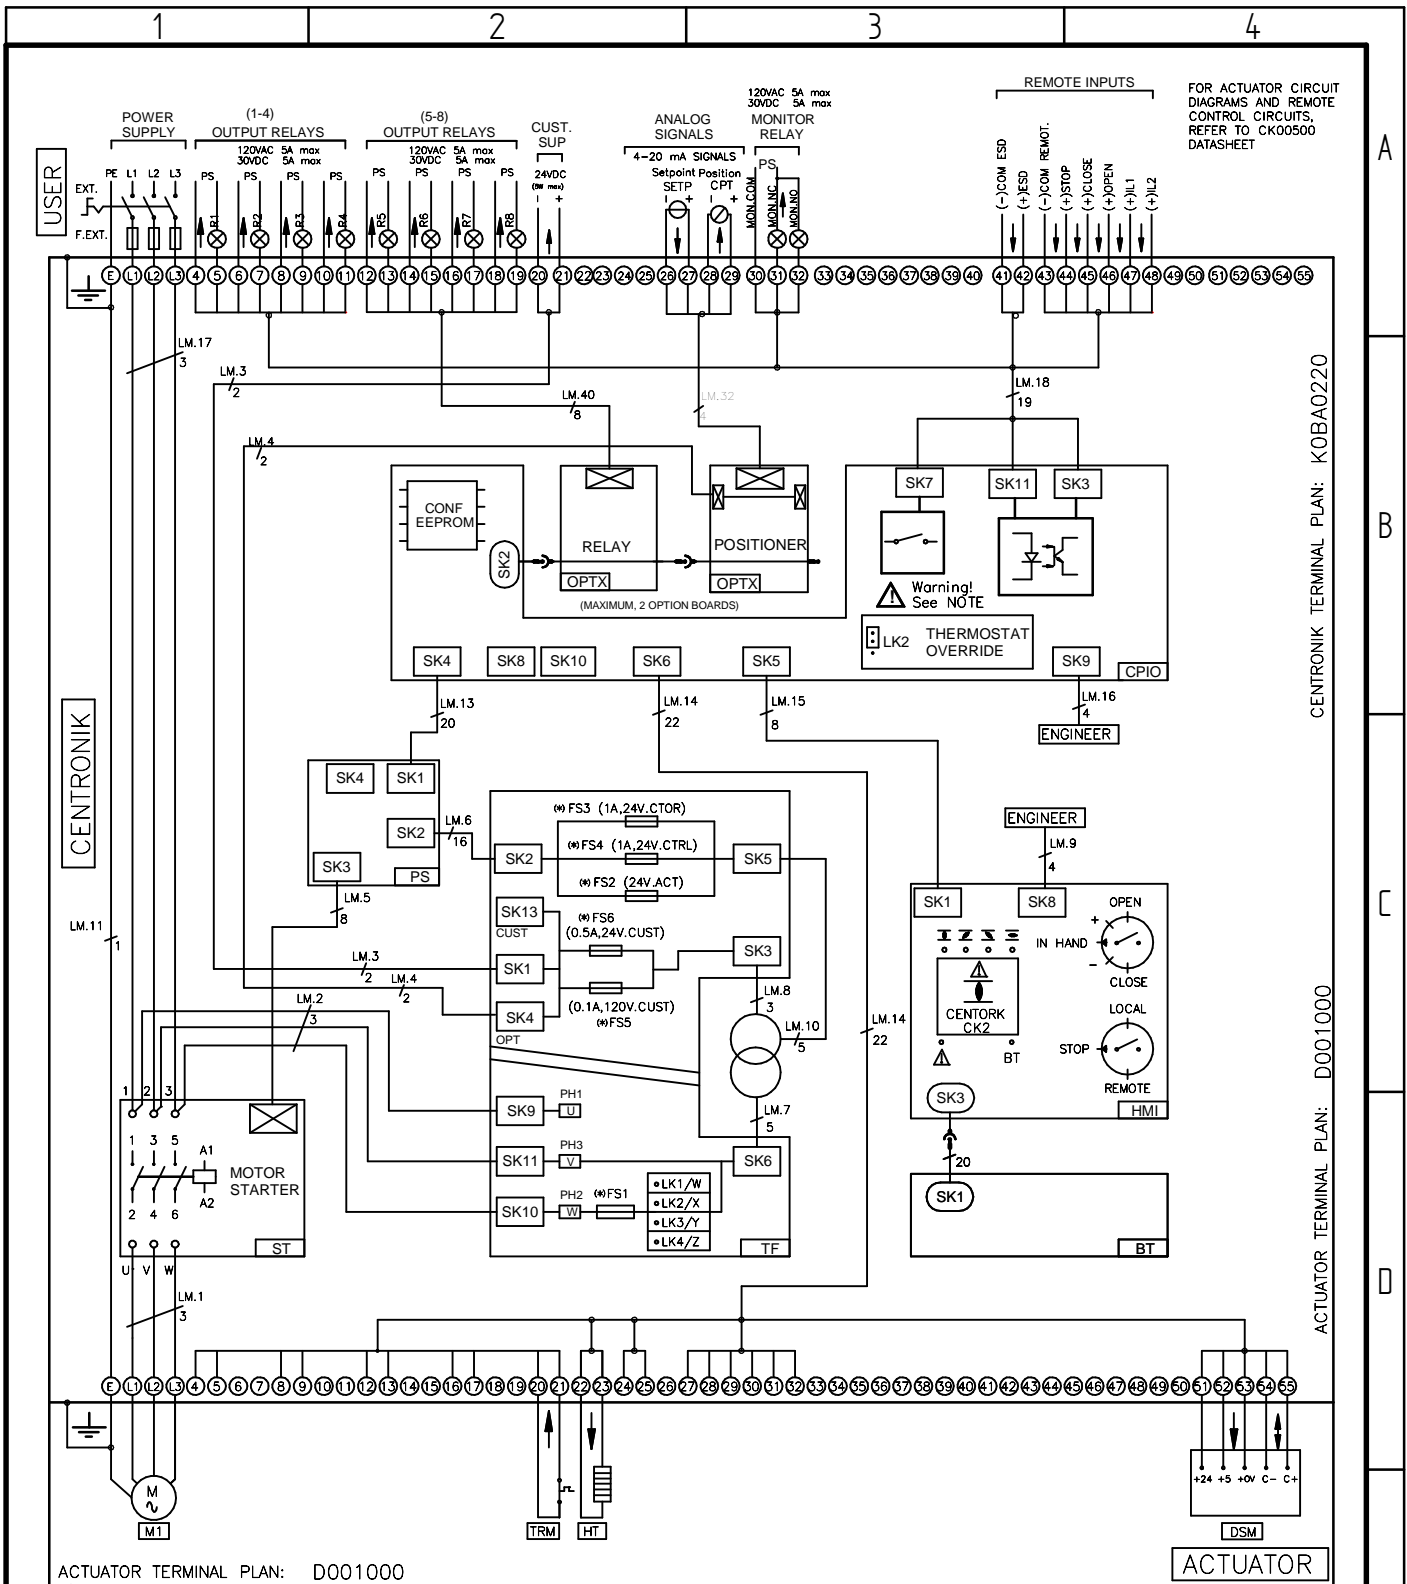 1 2 3 4
A
B
C
D
FOR ACTUATOR CIRCUIT
DIAGRAMS AND REMOTE
CONTROL CIRCUITS,
REFER TO CK00500
DATASHEET
USER
POWER
SUPPLY
PE L1 L2 L3
EXT.
F.EXT.
(1-4)
OUTPUT RELAYS
120VAC 5A max
30VDC 5A max
PS PS PS PS
R1 R2 R3 R4
(5-8)
OUTPUT RELAYS
120VAC 5A max
30VDC 5A max
PS PS PS PS
R5 R6 R7 R8
CUST.
SUP
24VDC
(5W max)
- +
ANALOG
SIGNALS
4-20 mA SIGNALS
Setpoint Position
SETP CPT
- + - +
120VAC 5A max
30VDC 5A max
MONITOR
RELAY
PS
MON.COM
MON.NC
MON.NO
REMOTE INPUTS
(-)COM ESD
(+)ESD
(-)COM REMOT.
(+)STOP
(+)CLOSE
(+)OPEN
(+)IL1
(+)IL2
E L1 L2 L3 4 5 6 7 8 9 10 11 12 13 14 15 16 17 18 19 20 21 22 23 24 25 26 27 28 29 30 31 32 33 34 35 36 37 38 39 40 41 42 43 44 45 46 47 48 49 50 51 52 53 54 55
LM.17
3
LM.3
2
LM.40
8
LM.32
4
LM.18
19
LM.4
2
CENTRONIK TERMINAL PLAN: K0BA0220
CONF
EEPROM
SK2
RELAY
OPTX
POSITIONER
OPTX
(MAXIMUM, 2 OPTION BOARDS)
SK7 SK11 SK3
Warning!
See NOTE
LK2
THERMOSTAT
OVERRIDE
SK4 SK8 SK10 SK6 SK5 SK9
CPIO
LM.13
20
LM.14
22
LM.15
8
LM.16
4
ENGINEER
CENTRONIK
SK4 SK1
SK2
SK3
PS
LM.6
16
LM.5
8
(*) FS3 (1A,24V.CTOR)
(*)FS4 (1A,24V.CTRL)
(*)FS2 (24V.ACT)
SK2 SK5
SK13
CUST
(*)FS6
(0.5A,24V.CUST)
SK1
SK3
SK4
OPT
(0.1A,120V.CUST)
(*)FS5
LM.3
2
LM.4
2
LM.2
3
LM.8
3
LM.10
5
LM.7
5
LM.14
22
LM.11
1
SK9
PH1
U
SK11
PH3
V
SK6
SK10
PH2
W
(*)FS1
LK1/W
LK2/X
LK3/Y
LK4/Z
TF
ENGINEER
LM.9
4
SK1 SK8
OPEN
+
IN HAND
-
CLOSE
CENTORK
CK2
BT
LOCAL
STOP
REMOTE
SK3
HMI
20
SK1
BT
ACTUATOR TERMINAL PLAN: D001000
1 2 3
1 3 5
A1
A2
2 4 6
MOTOR
STARTER
ST
U V W
LM.1
3
E L1 L2 L3 4 5 6 7 8 9 10 11 12 13 14 15 16 17 18 19 20 21 22 23 24 25 26 27 28 29 30 31 32 33 34 35 36 37 38 39 40 41 42 43 44 45 46 47 48 49 50 51 52 53 54 55
M
M1
TRM
HT
+24 +5 +0V C- C+
DSM
ACTUATOR
ACTUATOR TERMINAL PLAN: D001000